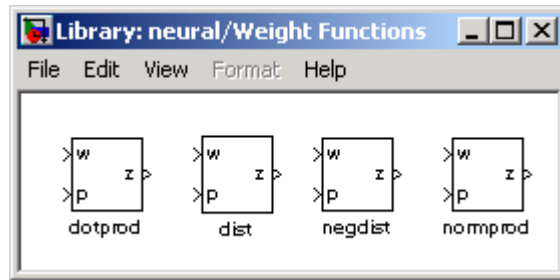 Library: neural/Weight Functions
File Edit View Format Help
w w w w
z z z z
p p p p
dotprod dist negdist normprod